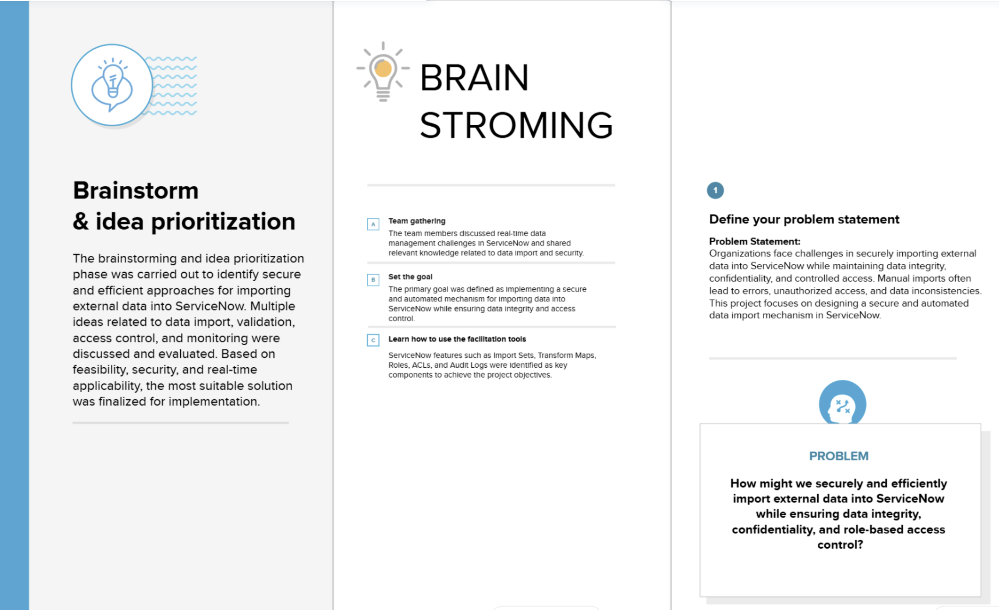 Brainstorm
& idea prioritization
The brainstorming and idea prioritization
phase was carried out to identify secure
and efficient approaches for importing
external data into ServiceNow. Multiple
ideas related to data import, validation,
access control, and monitoring were
discussed and evaluated. Based on
feasibility, security, and real-time
applicability, the most suitable solution
was finalized for implementation.
BRAIN
STROMING
A
Team gathering
The team members discussed real-time data
management challenges in ServiceNow and shared
relevant knowledge related to data import and security.
B
Set the goal
The primary goal was defined as implementing a secure
and automated mechanism for importing data into
ServiceNow while ensuring data integrity and access
control.
C
Learn how to use the facilitation tools
ServiceNow features such as Import Sets, Transform Maps,
Roles, ACLs, and Audit Logs were identified as key
components to achieve the project objectives.
1
Define your problem statement
Problem Statement:
Organizations face challenges in securely importing external
data into ServiceNow while maintaining data integrity,
confidentiality, and controlled access. Manual imports often
lead to errors, unauthorized access, and data inconsistencies.
This project focuses on designing a secure and automated
data import mechanism in ServiceNow.
PROBLEM
How might we securely and efficiently
import external data into ServiceNow
while ensuring data integrity,
confidentiality, and role-based access
control?